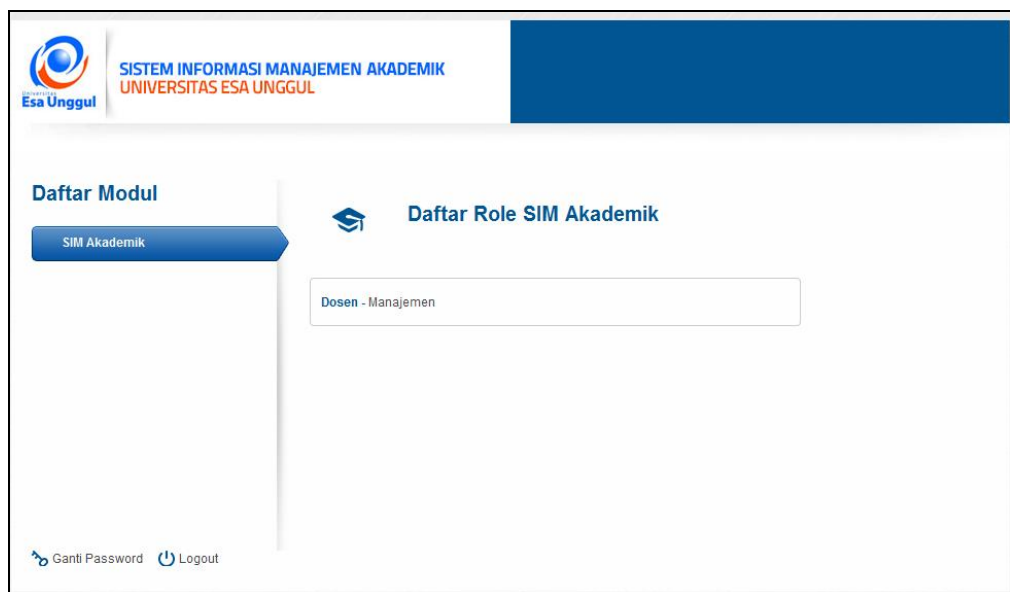 Universitas
Esa Unggul
SISTEM INFORMASI MANAJEMEN AKADEMIK
UNIVERSITAS ESA UNGGUL
Daftar Modul
SIM Akademik
Daftar Role SIM Akademik
Dosen - Manajemen
Ganti Password Logout